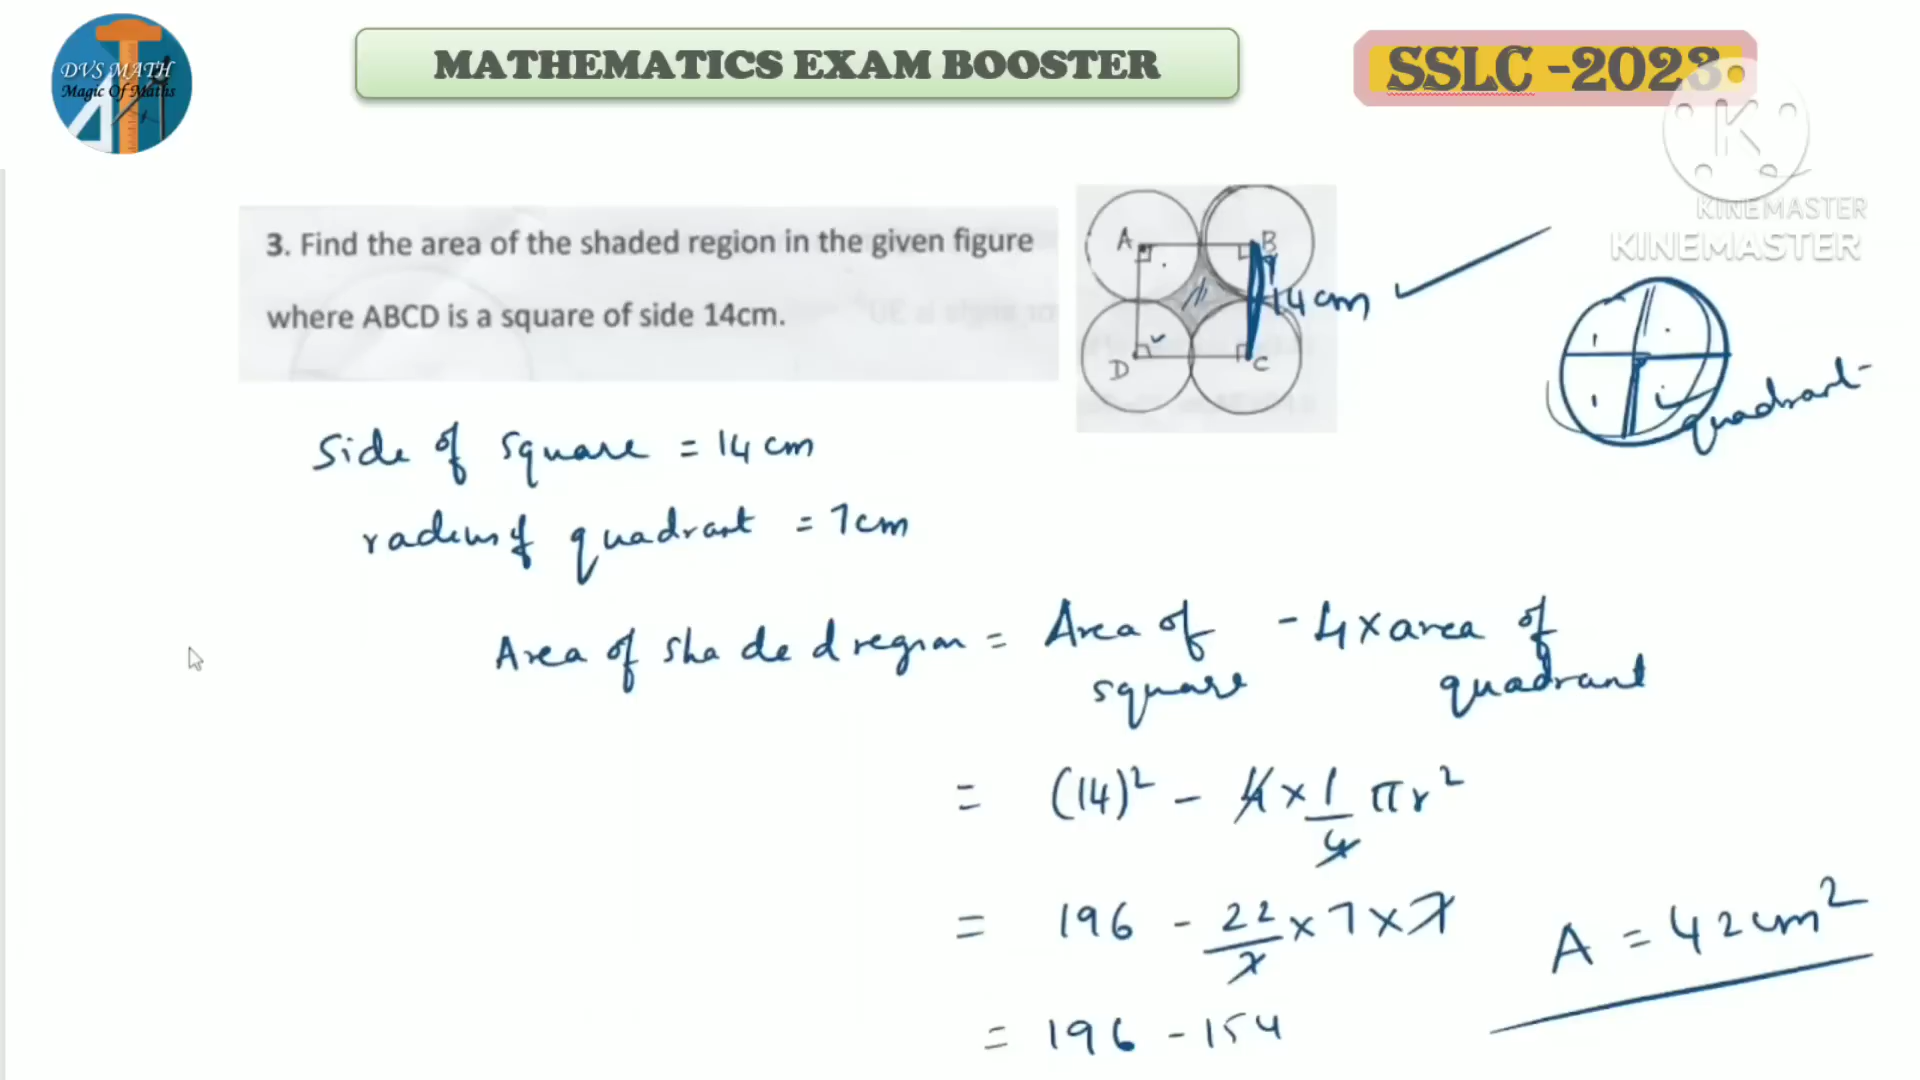 DVS MATH
Magic Of Maths
MATHEMATICS EXAM BOOSTER
SSLC -2023
KINEMASTER
KINEMASTER
3. Find the area of the shaded region in the given figure
where ABCD is a square of side 14cm.
A B
14cm
D C
quadrant
Side of square = 14 cm
radius of quadrant = 7cm
Area of shaded region = Area of square - 4 x area of quadrant
= (14)² - 4 x 1/4 πr²
= 196 - 22/7 x 7 x 7
= 196 - 154
A = 42cm²